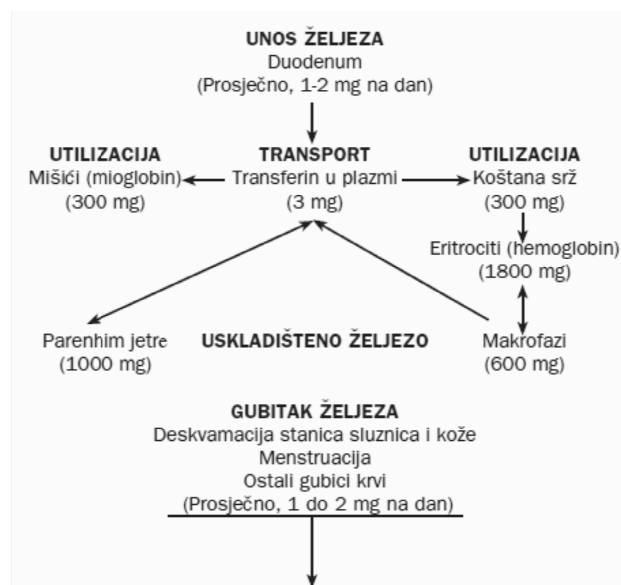 UNOS ŽELJEZA
Duodenum
(Prosječno, 1-2 mg na dan)
UTILIZACIJA
Mišići (mioglobin)
(300 mg)
TRANSPORT
Transferin u plazmi
(3 mg)
UTILIZACIJA
Koštana srž
(300 mg)
Eritrociti (hemoglobin)
(1800 mg)
Parenhim jetre
(1000 mg)
USKLADIŠTENO ŽELJEZO
Makrofazi
(600 mg)
GUBITAK ŽELJEZA
Deskvamacija stanica sluznica i kože
Menstruacija
Ostali gubici krvi
(Prosječno, 1 do 2 mg na dan)